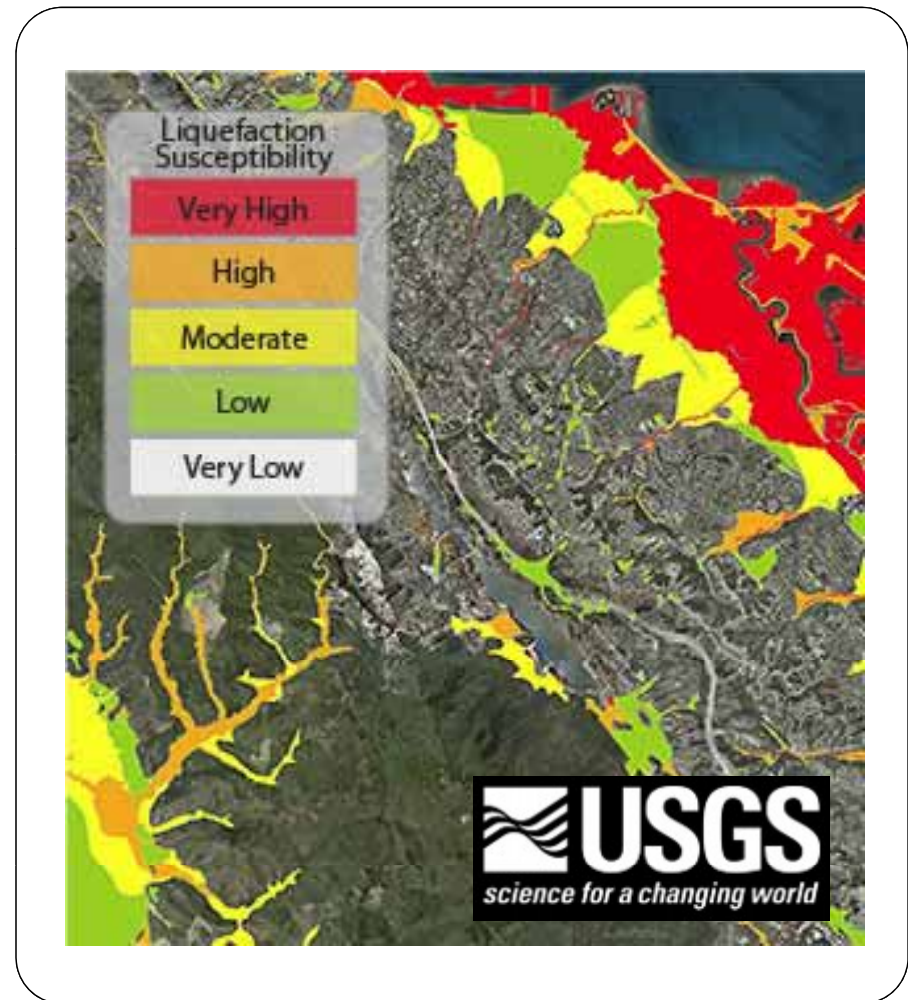 Liquefaction
Susceptibility
Very High
High
Moderate
Low
Very Low
USGS
science for a changing world